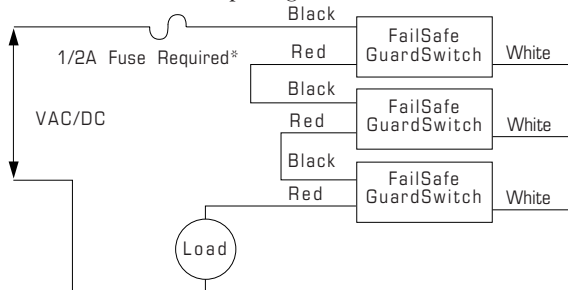 Black
FailSafe
GuardSwitch
1/2A Fuse Required*
Red
White
Black
VAC/DC
FailSafe
GuardSwitch
Red
White
Black
FailSafe
GuardSwitch
Red
White
Load